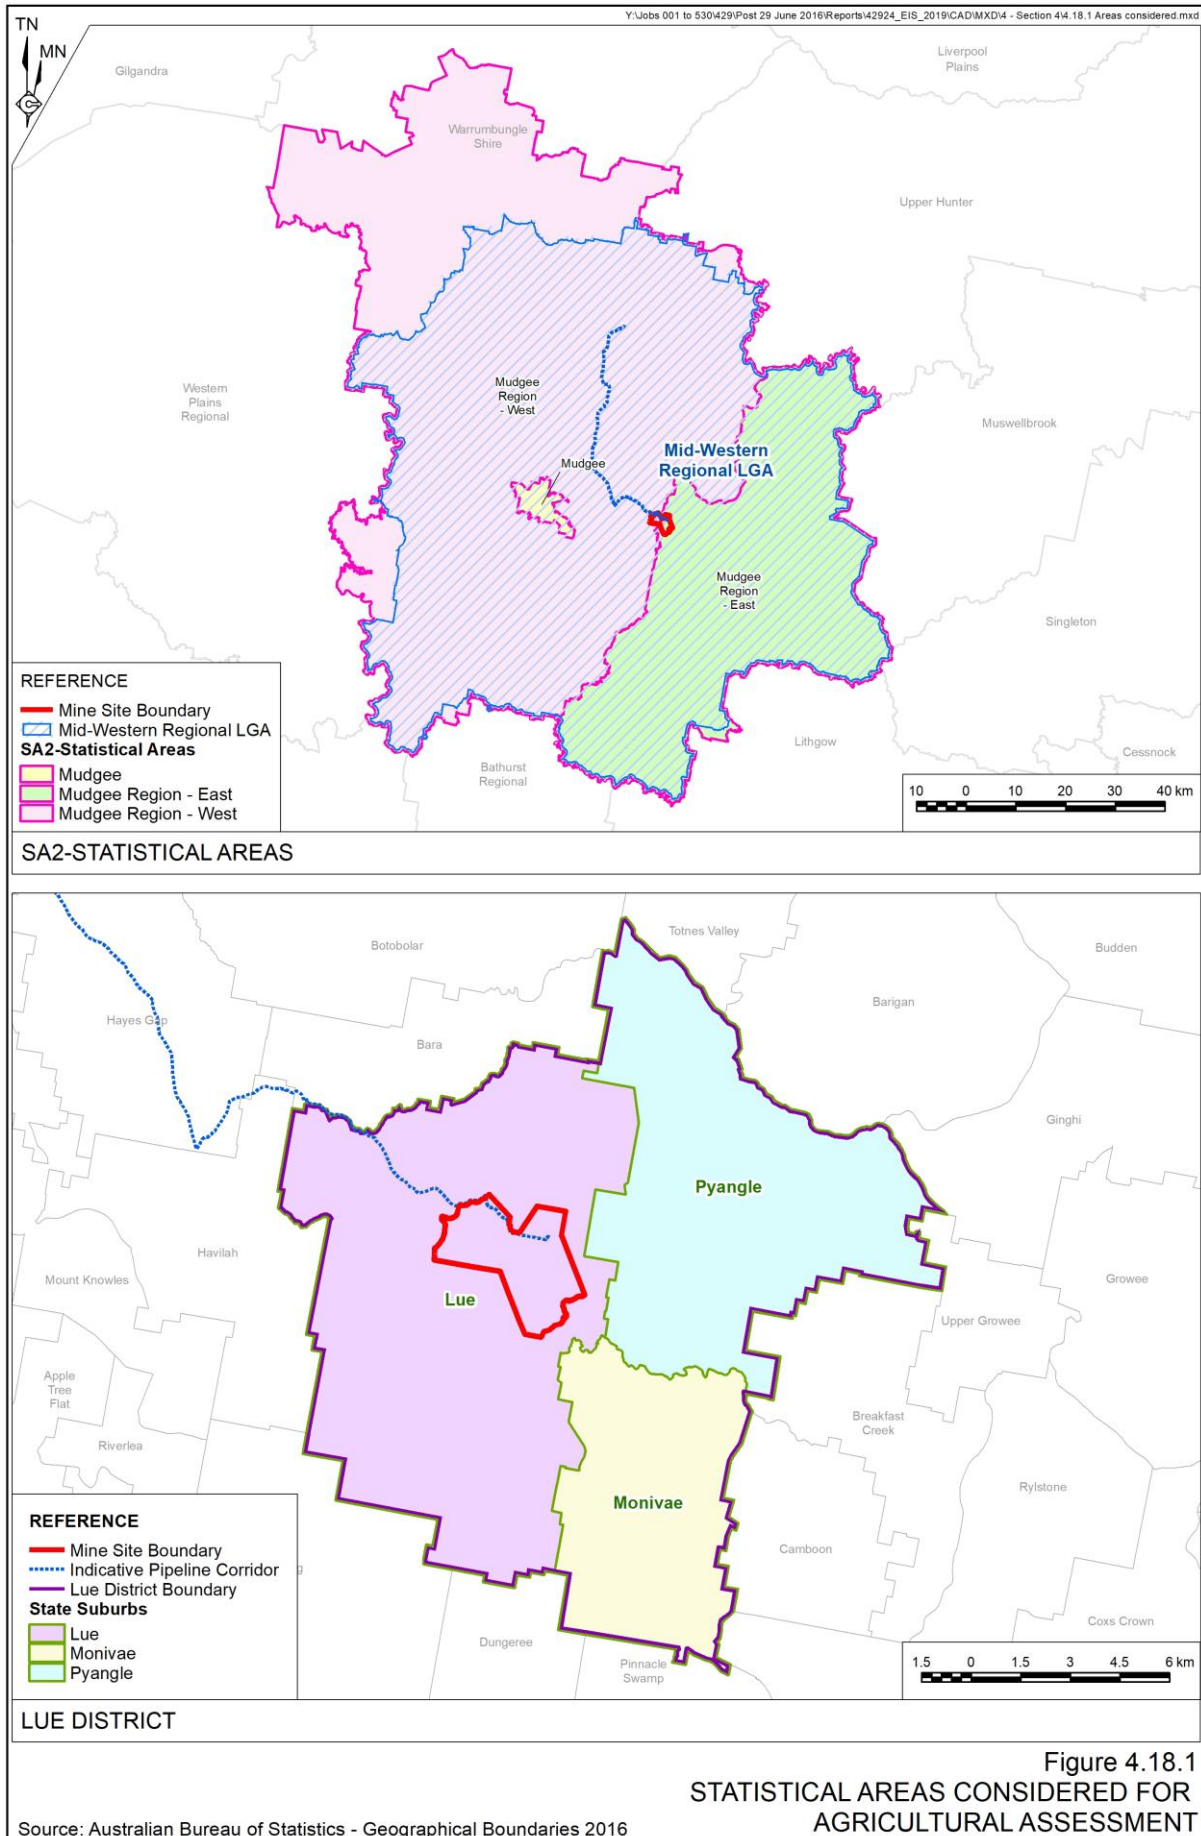 Y:\Jobs 001 to 530\429\Post 29 June 2016\Reports\42924_EIS_2019\CAD\MXD\4 - Section 4\4.18.1 Areas considered.mxd
TN
MN
Gilgandra
Liverpool
Plains
Warrumbungle
Shire
Upper Hunter
Western
Plains
Regional
Mudgee
Region
- West
Muswellbrook
Mid-Western
Regional LGA
Mudgee
Mudgee
Region
- East
Singleton
Lithgow
Cessnock
Bathurst
Regional
REFERENCE
Mine Site Boundary
Mid-Western Regional LGA
SA2-Statistical Areas
Mudgee
Mudgee Region - East
Mudgee Region - West
10 0 10 20 30 40 km
SA2-STATISTICAL AREAS
Botobolar
Totnes Valley
Budden
Barigan
Hayes Gap
Bara
Ginghi
Pyangle
Havilah
Mount Knowles
Growee
Lue
Upper Growee
Apple
Tree
Flat
Breakfast
Creek
Riverlea
Rylstone
Monivae
Camboon
Coxs Crown
Dungeree
Pinnacle
Swamp
REFERENCE
Mine Site Boundary
Indicative Pipeline Corridor
Lue District Boundary
State Suburbs
Lue
Monivae
Pyangle
1.5 0 1.5 3 4.5 6 km
LUE DISTRICT
Figure 4.18.1
STATISTICAL AREAS CONSIDERED FOR
AGRICULTURAL ASSESSMENT
Source: Australian Bureau of Statistics - Geographical Boundaries 2016